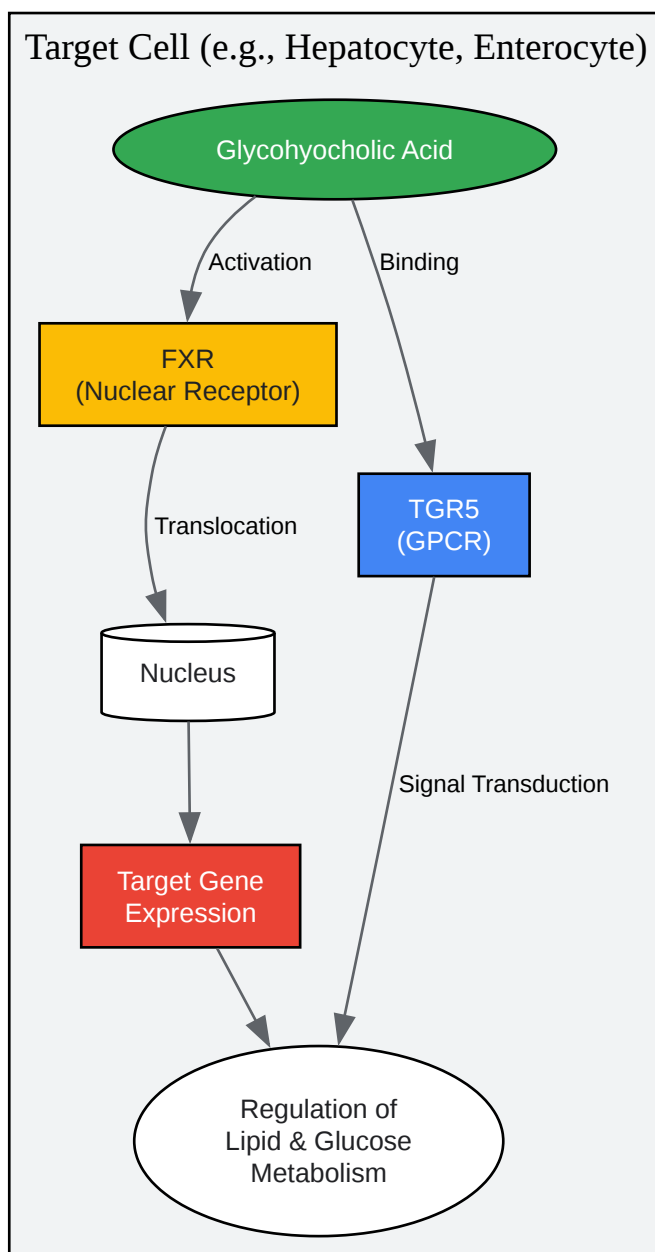 Target Cell (e.g., Hepatocyte, Enterocyte)
Glycohyocholic Acid
Activation
Binding
FXR
(Nuclear Receptor)
TGR5
(GPCR)
Translocation
Nucleus
Signal Transduction
Target Gene
Expression
Regulation of
Lipid & Glucose
Metabolism